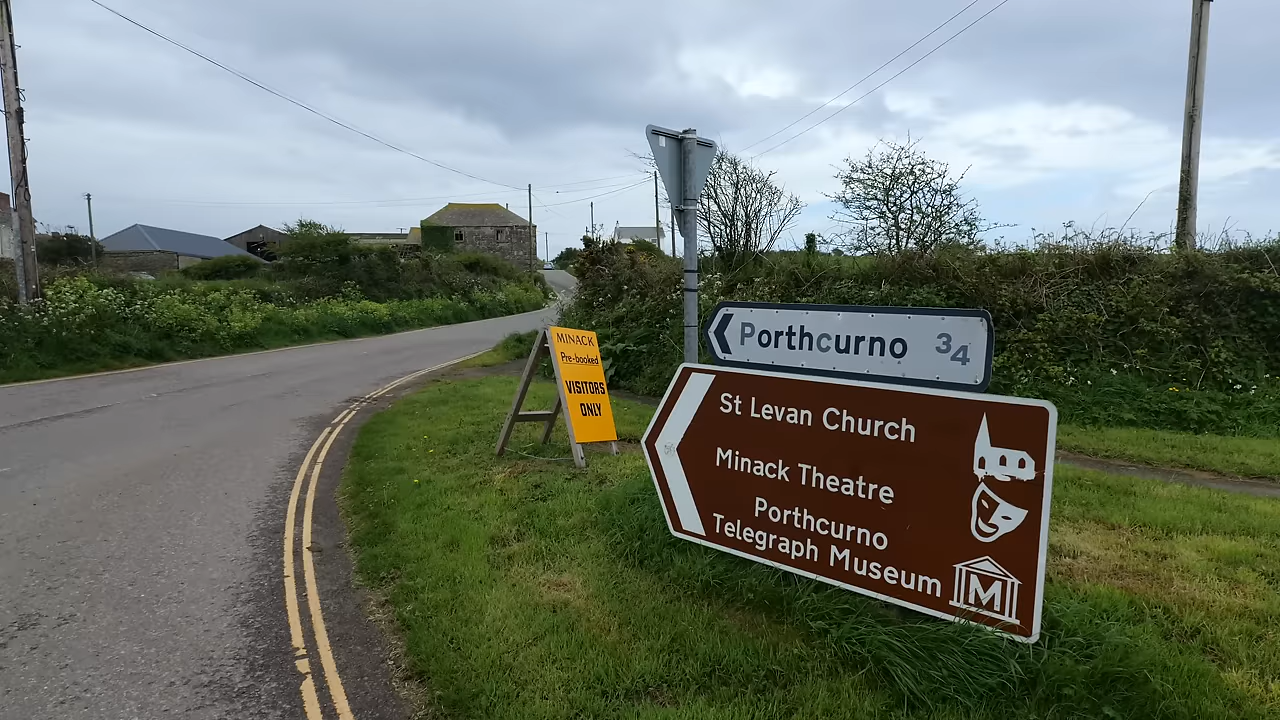 MINACK
Pre-booked
VISITORS
ONLY
Porthcurno 3/4
St Levan Church
Minack Theatre
Porthcurno
Telegraph Museum
M